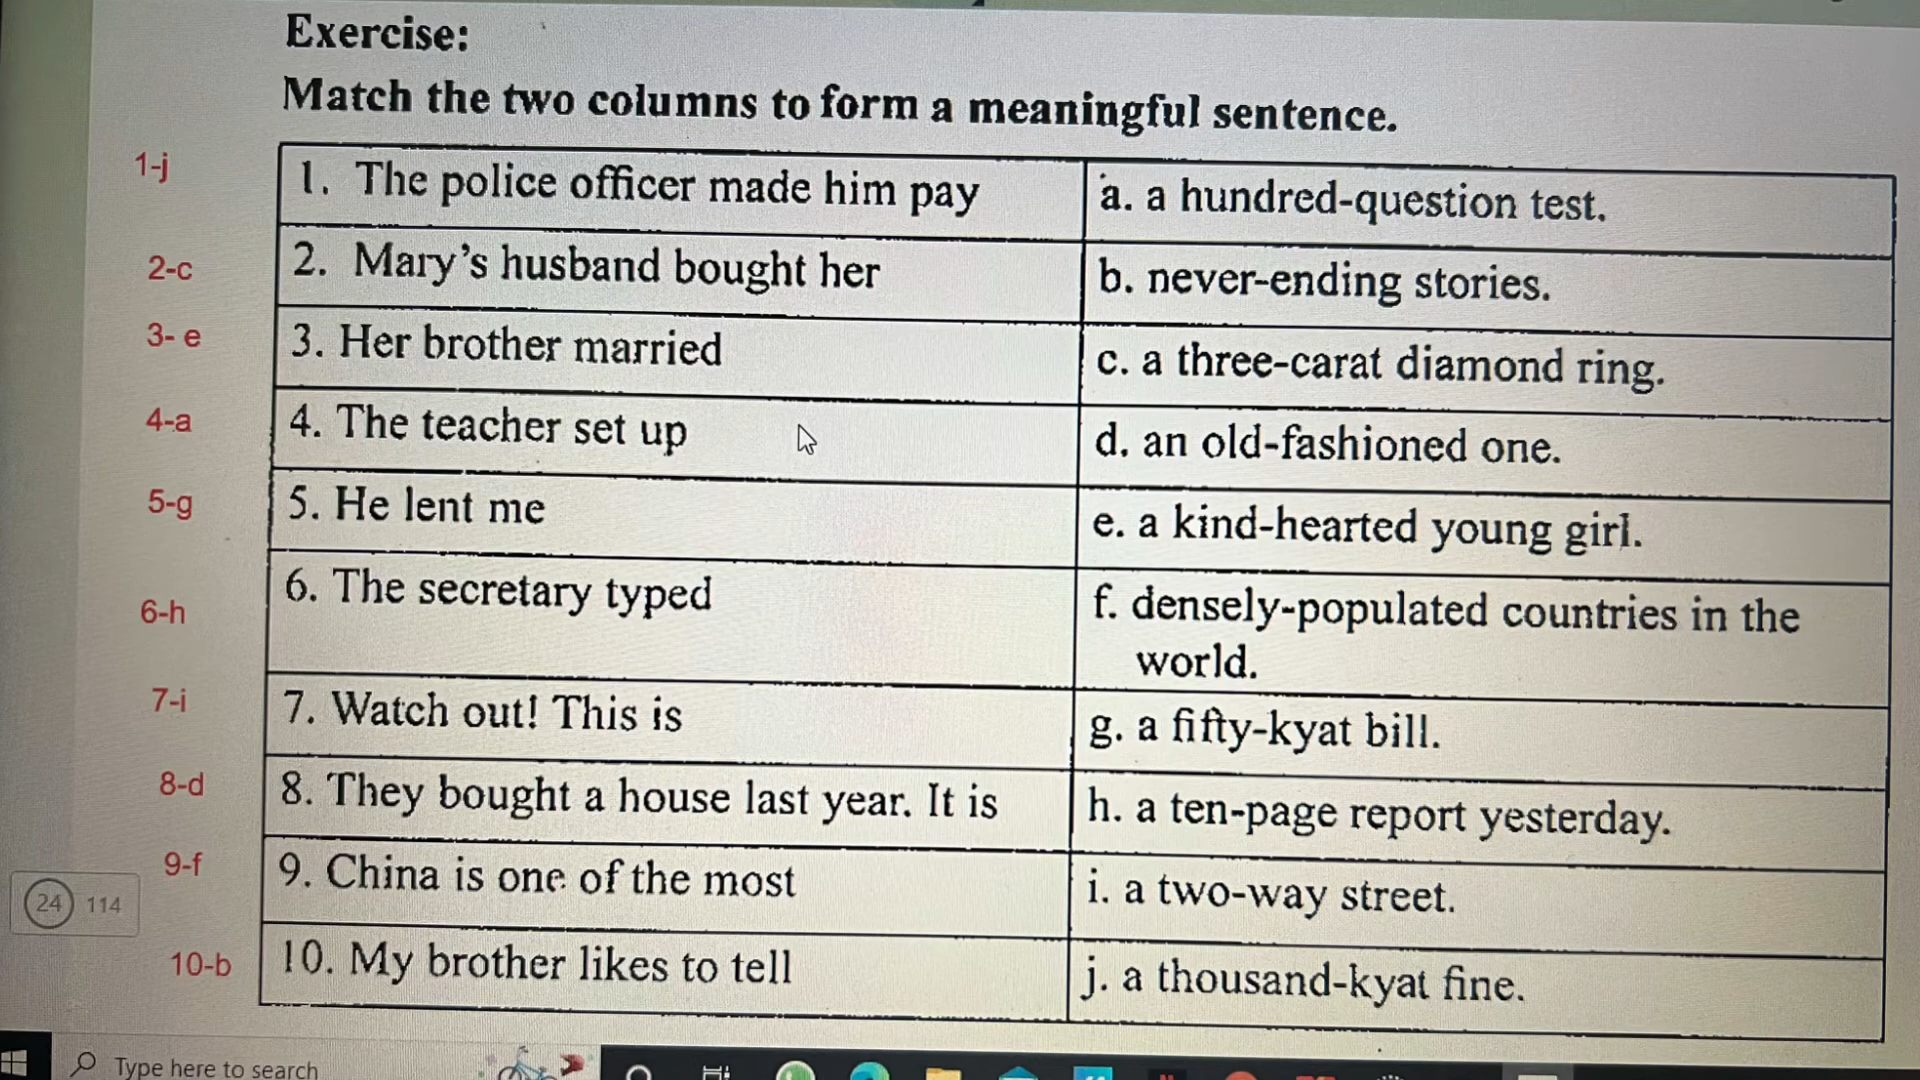 Exercise:
Match the two columns to form a meaningful sentence.
1-j
1. The police officer made him pay
a. a hundred-question test.
2-c
2. Mary's husband bought her
b. never-ending stories.
3- e
3. Her brother married
c. a three-carat diamond ring.
4-a
4. The teacher set up
d. an old-fashioned one.
5-g
5. He lent me
e. a kind-hearted young girl.
6-h
6. The secretary typed
f. densely-populated countries in the
world.
7-i
7. Watch out! This is
g. a fifty-kyat bill.
8-d
8. They bought a house last year. It is
h. a ten-page report yesterday.
9-f
9. China is one of the most
i. a two-way street.
24 114
10-b
10. My brother likes to tell
j. a thousand-kyat fine.
Type here to search